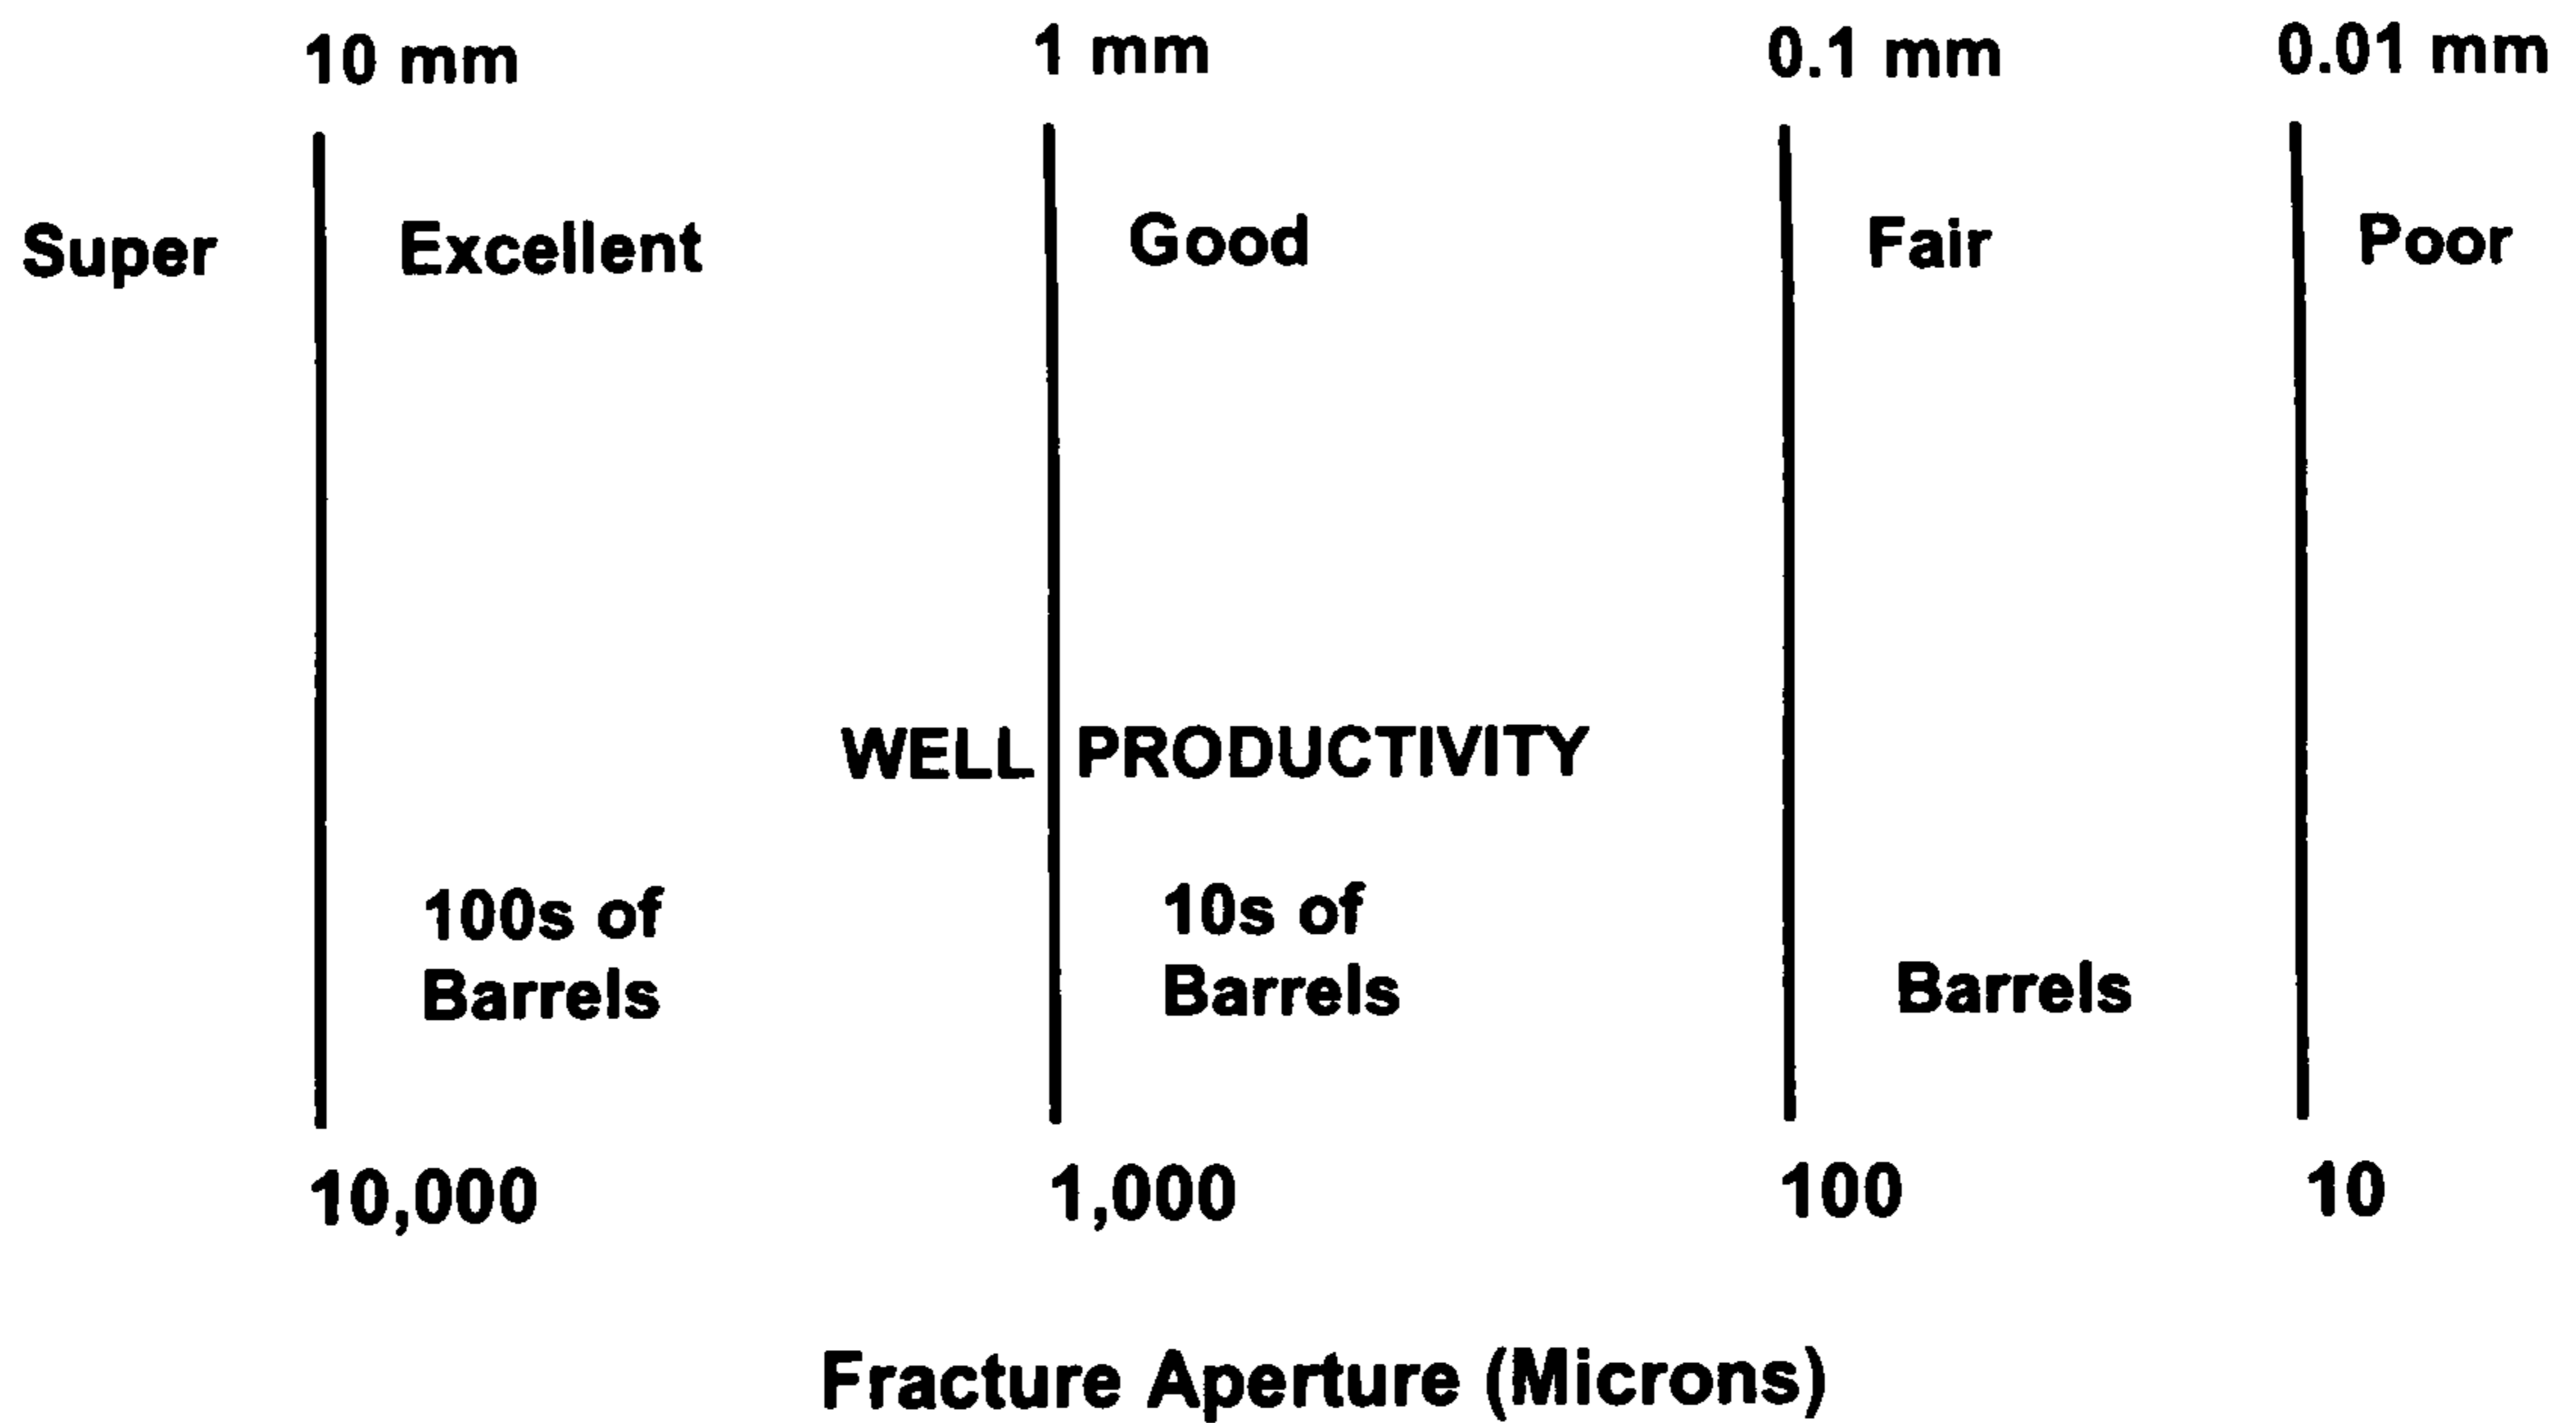 10 mm 1 mm 0.1 mm 0.01 mm
Super Excellent Good Fair Poor
WELL PRODUCTIVITY
100s of 10s of
Barrels Barrels Barrels
10,000 1,000 100 10
Fracture Aperture (Microns)